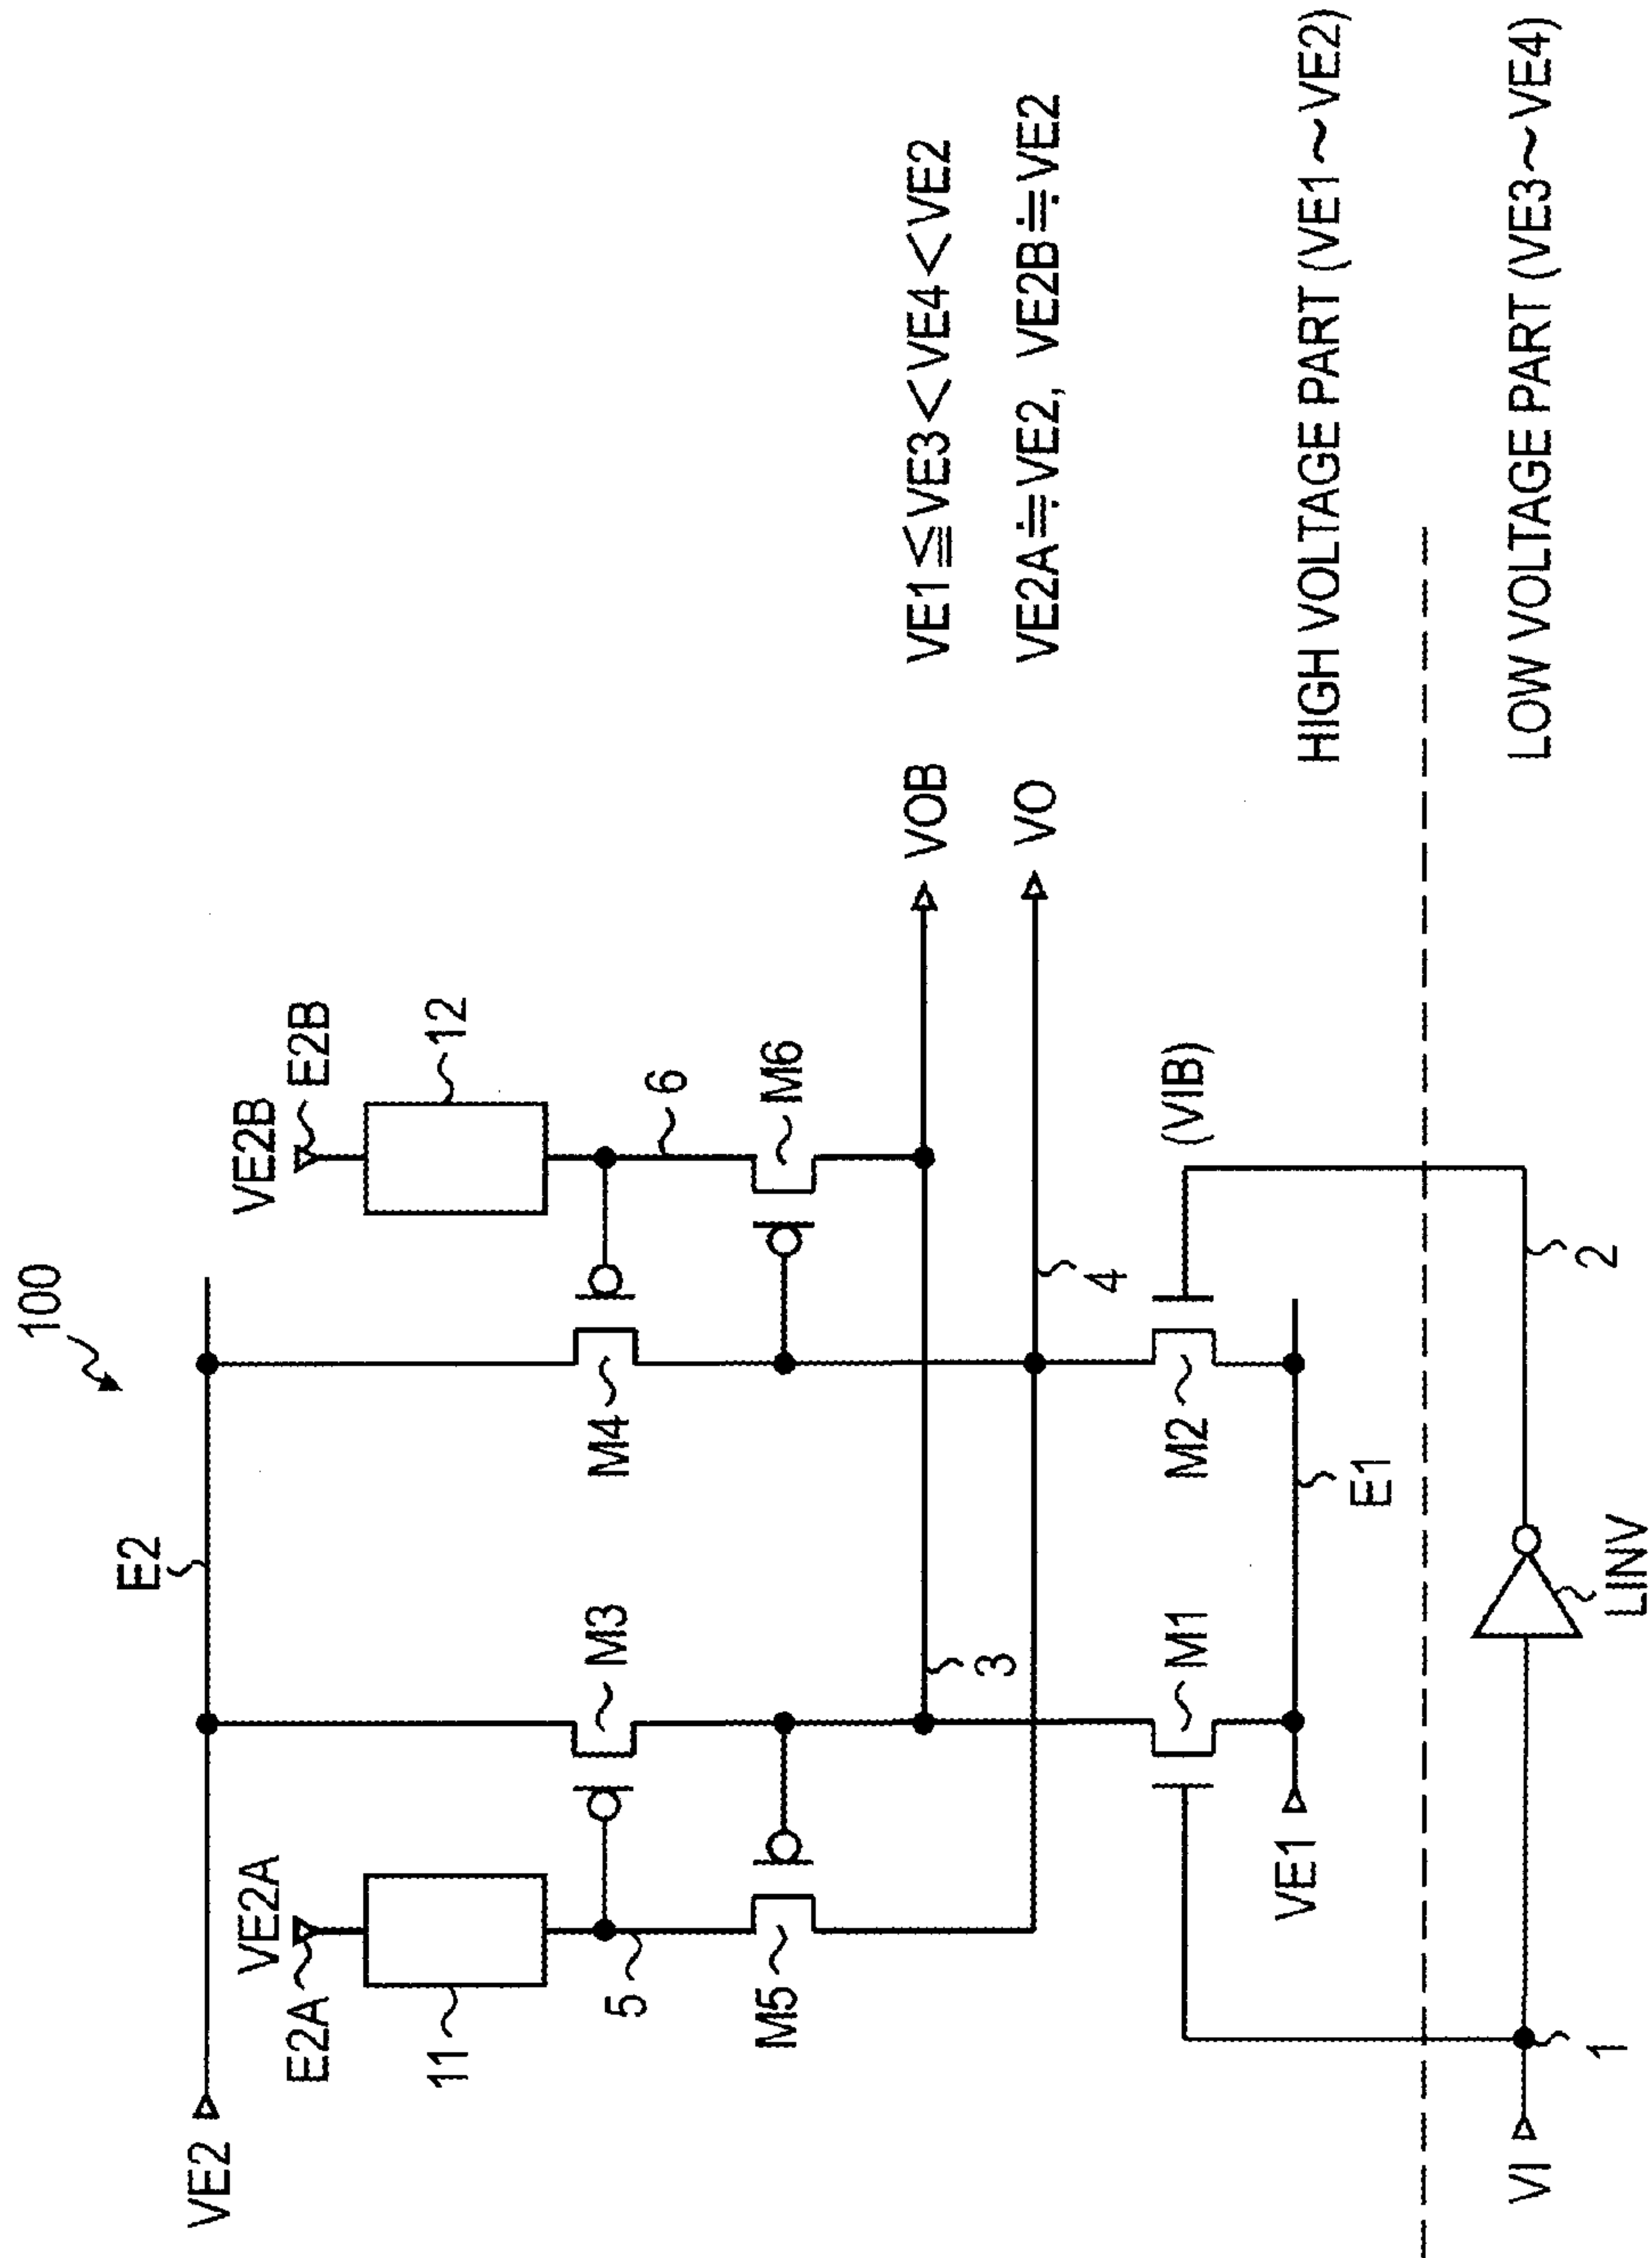 100
VE2
E2
VE2A
E2A
VE2B
E2B
11
12
5
M3
M4
6
M5
M6
3
VOB
VE1≦VE3<VE4<VE2
4
VO
VE2A≒VE2, VE2B≒VE2
M1
M2
(VIB)
VE1
E1
HIGH VOLTAGE PART (VE1~VE2)
VI
1
LINV
2
LOW VOLTAGE PART (VE3~VE4)